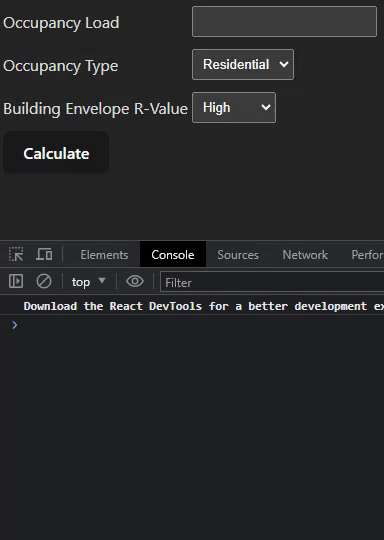 Occupancy Load
Occupancy Type Residential
Building Envelope R-Value High
Calculate
Elements Console Sources Network Perfor
top Filter
Download the React DevTools for a better development ex